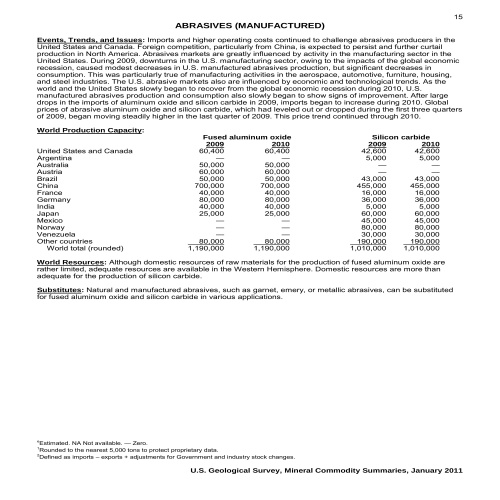 15
ABRASIVES (MANUFACTURED)
Events, Trends, and Issues: Imports and higher operating costs continued to challenge abrasives producers in the
United States and Canada. Foreign competition, particularly from China, is expected to persist and further curtail
production in North America. Abrasives markets are greatly influenced by activity in the manufacturing sector in the
United States. During 2009, downturns in the U.S. manufacturing sector, owing to the impacts of the global economic
recession, caused modest decreases in U.S. manufactured abrasives production, but significant decreases in
consumption. This was particularly true of manufacturing activities in the aerospace, automotive, furniture, housing,
and steel industries. The U.S. abrasive markets also are influenced by economic and technological trends. As the
world and the United States slowly began to recover from the global economic recession during 2010, U.S.
manufactured abrasives production and consumption also slowly began to show signs of improvement. After large
drops in the imports of aluminum oxide and silicon carbide in 2009, imports began to increase during 2010. Global
prices of abrasive aluminum oxide and silicon carbide, which had leveled out or dropped during the first three quarters
of 2009, began moving steadily higher in the last quarter of 2009. This price trend continued through 2010.
World Production Capacity:
Fused aluminum oxide Silicon carbide
2009 2010 2009 2010
United States and Canada 60,400 60,400 42,600 42,600
Argentina — — 5,000 5,000
Australia 50,000 50,000 — —
Austria 60,000 60,000 — —
Brazil 50,000 50,000 43,000 43,000
China 700,000 700,000 455,000 455,000
France 40,000 40,000 16,000 16,000
Germany 80,000 80,000 36,000 36,000
India 40,000 40,000 5,000 5,000
Japan 25,000 25,000 60,000 60,000
Mexico — — 45,000 45,000
Norway — — 80,000 80,000
Venezuela — — 30,000 30,000
Other countries 80,000 80,000 190,000 190,000
World total (rounded) 1,190,000 1,190,000 1,010,000 1,010,000
World Resources: Although domestic resources of raw materials for the production of fused aluminum oxide are
rather limited, adequate resources are available in the Western Hemisphere. Domestic resources are more than
adequate for the production of silicon carbide.
Substitutes: Natural and manufactured abrasives, such as garnet, emery, or metallic abrasives, can be substituted
for fused aluminum oxide and silicon carbide in various applications.
eEstimated. NA Not available. — Zero.
1Rounded to the nearest 5,000 tons to protect proprietary data.
2Defined as imports – exports + adjustments for Government and industry stock changes.
U.S. Geological Survey, Mineral Commodity Summaries, January 2011